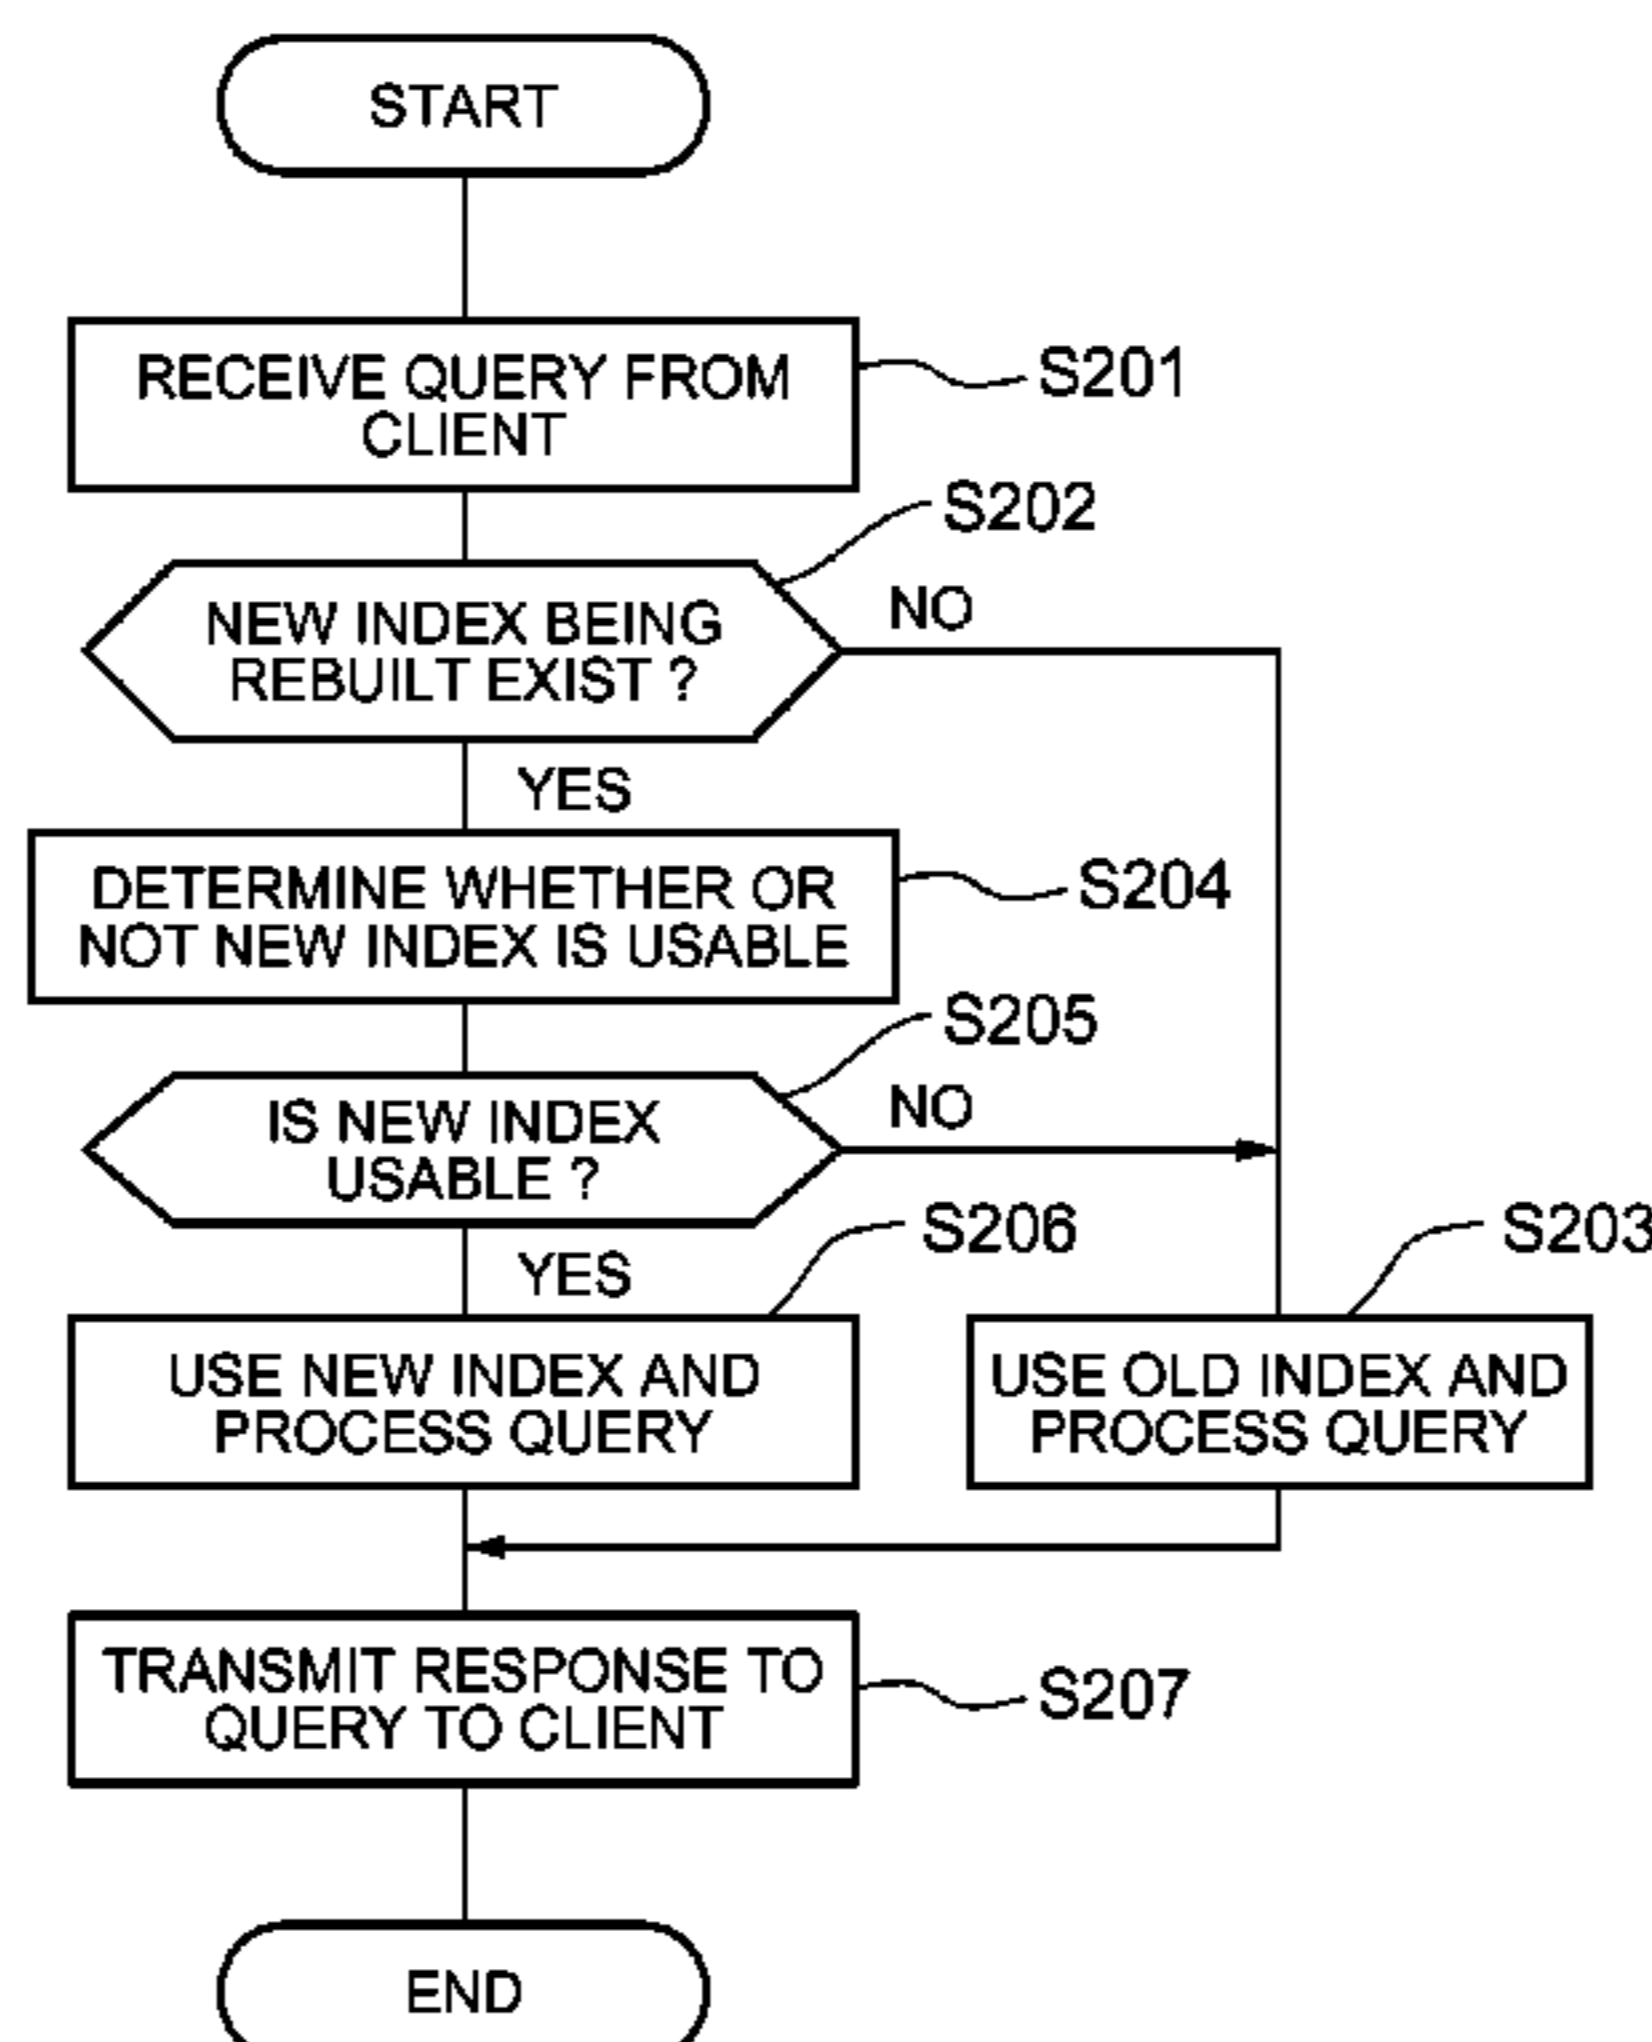 START
RECEIVE QUERY FROM
CLIENT
S201
S202
NEW INDEX BEING
REBUILT EXIST ?
NO
YES
DETERMINE WHETHER OR
NOT NEW INDEX IS USABLE
S204
S205
IS NEW INDEX
USABLE ?
NO
YES
S206
S203
USE NEW INDEX AND
PROCESS QUERY
USE OLD INDEX AND
PROCESS QUERY
TRANSMIT RESPONSE TO
QUERY TO CLIENT
S207
END